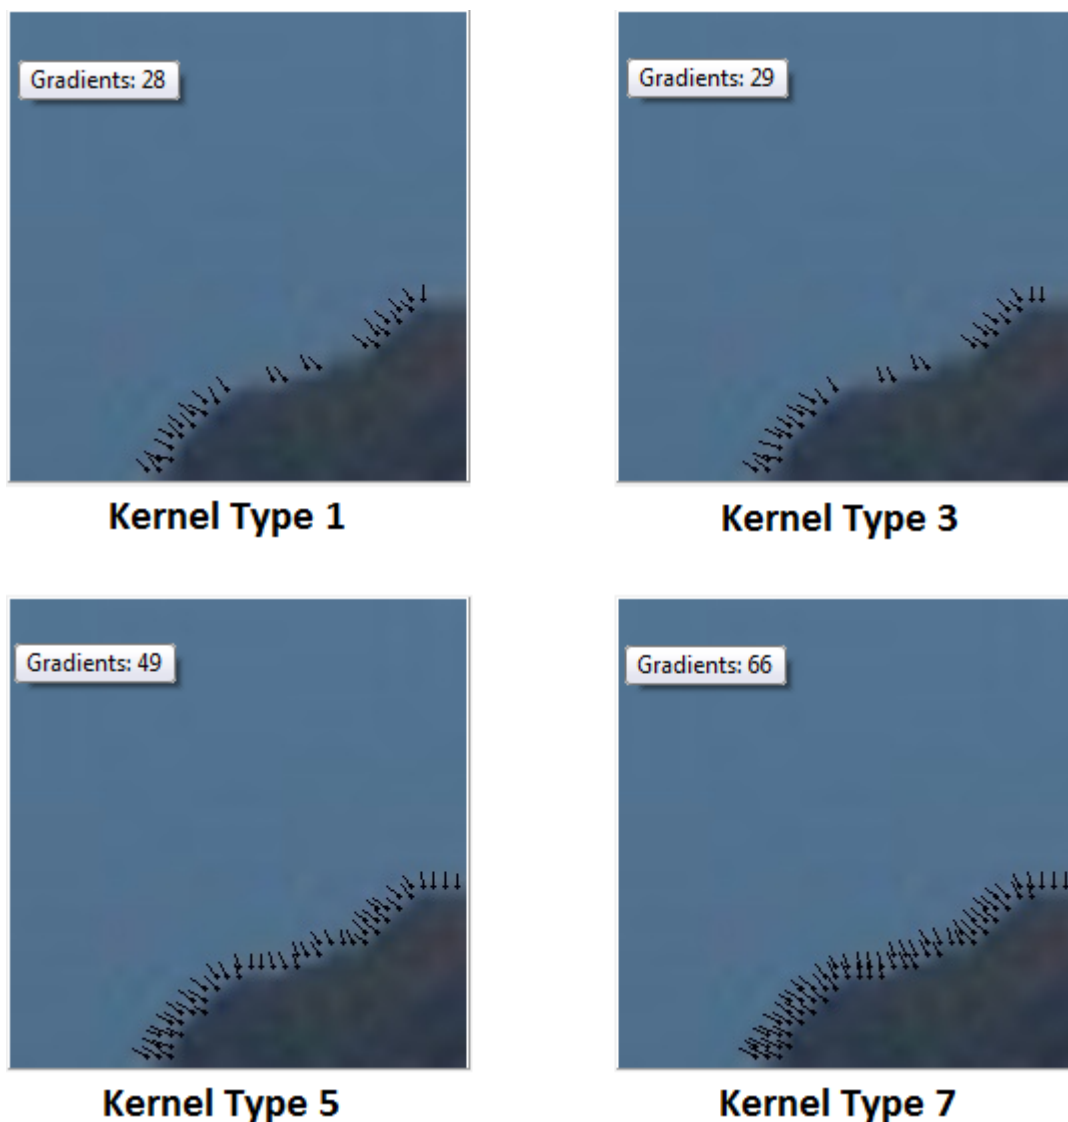 Gradients: 28
Gradients: 29
Kernel Type 1
Kernel Type 3
Gradients: 49
Gradients: 66
Kernel Type 5
Kernel Type 7